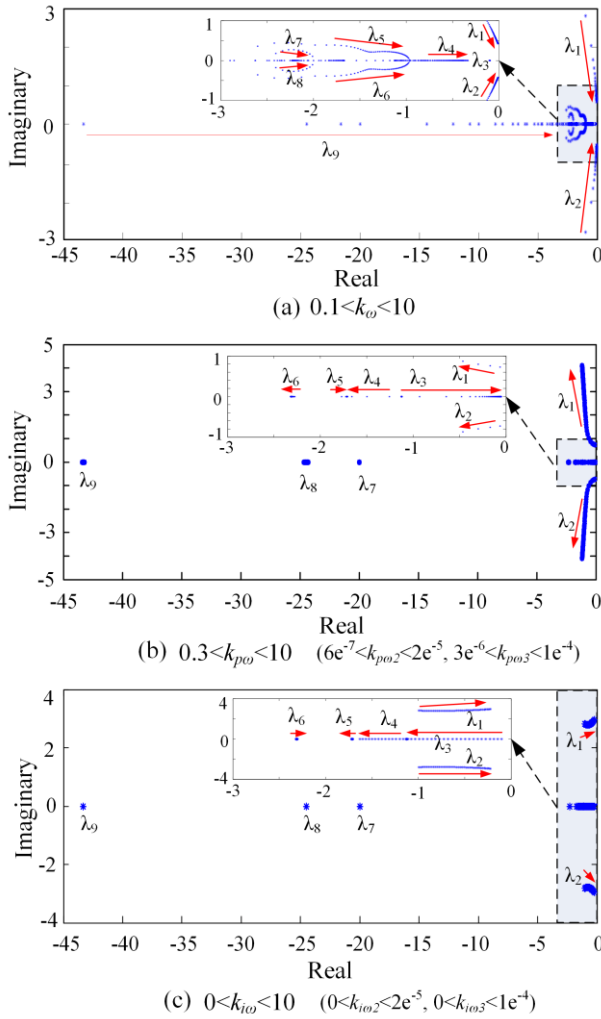 3
0
-3
Imaginary
1
0
-1
λ7
λ8
λ5
λ6
λ4
λ3
λ1
λ2
-3 -2 -1 0
λ1
λ2
λ9
-45 -40 -35 -30 -25 -20 -15 -10 -5 0
Real
(a) 0.1<kω<10
5
3
0
-3
-5
Imaginary
1
0
-1
λ6 λ5 λ4 λ3
λ1
λ2
-3 -2 -1 0
λ1
λ2
λ9 λ8 λ7
-45 -40 -35 -30 -25 -20 -15 -10 -5 0
Real
(b) 0.3<kpω<10 (6e-7<kpω2<2e-5, 3e-6<kpω3<1e-4)
4
2
0
-2
-4
Imaginary
4
2
0
-4
λ6 λ5 λ4 λ1
λ3
λ2
-3 -2 -1 0
λ1
λ2
λ9 λ8 λ7
-45 -40 -35 -30 -25 -20 -15 -10 -5 0
Real
(c) 0<kiω<10 (0<kiω2<2e-5, 0<kiω3<1e-4)